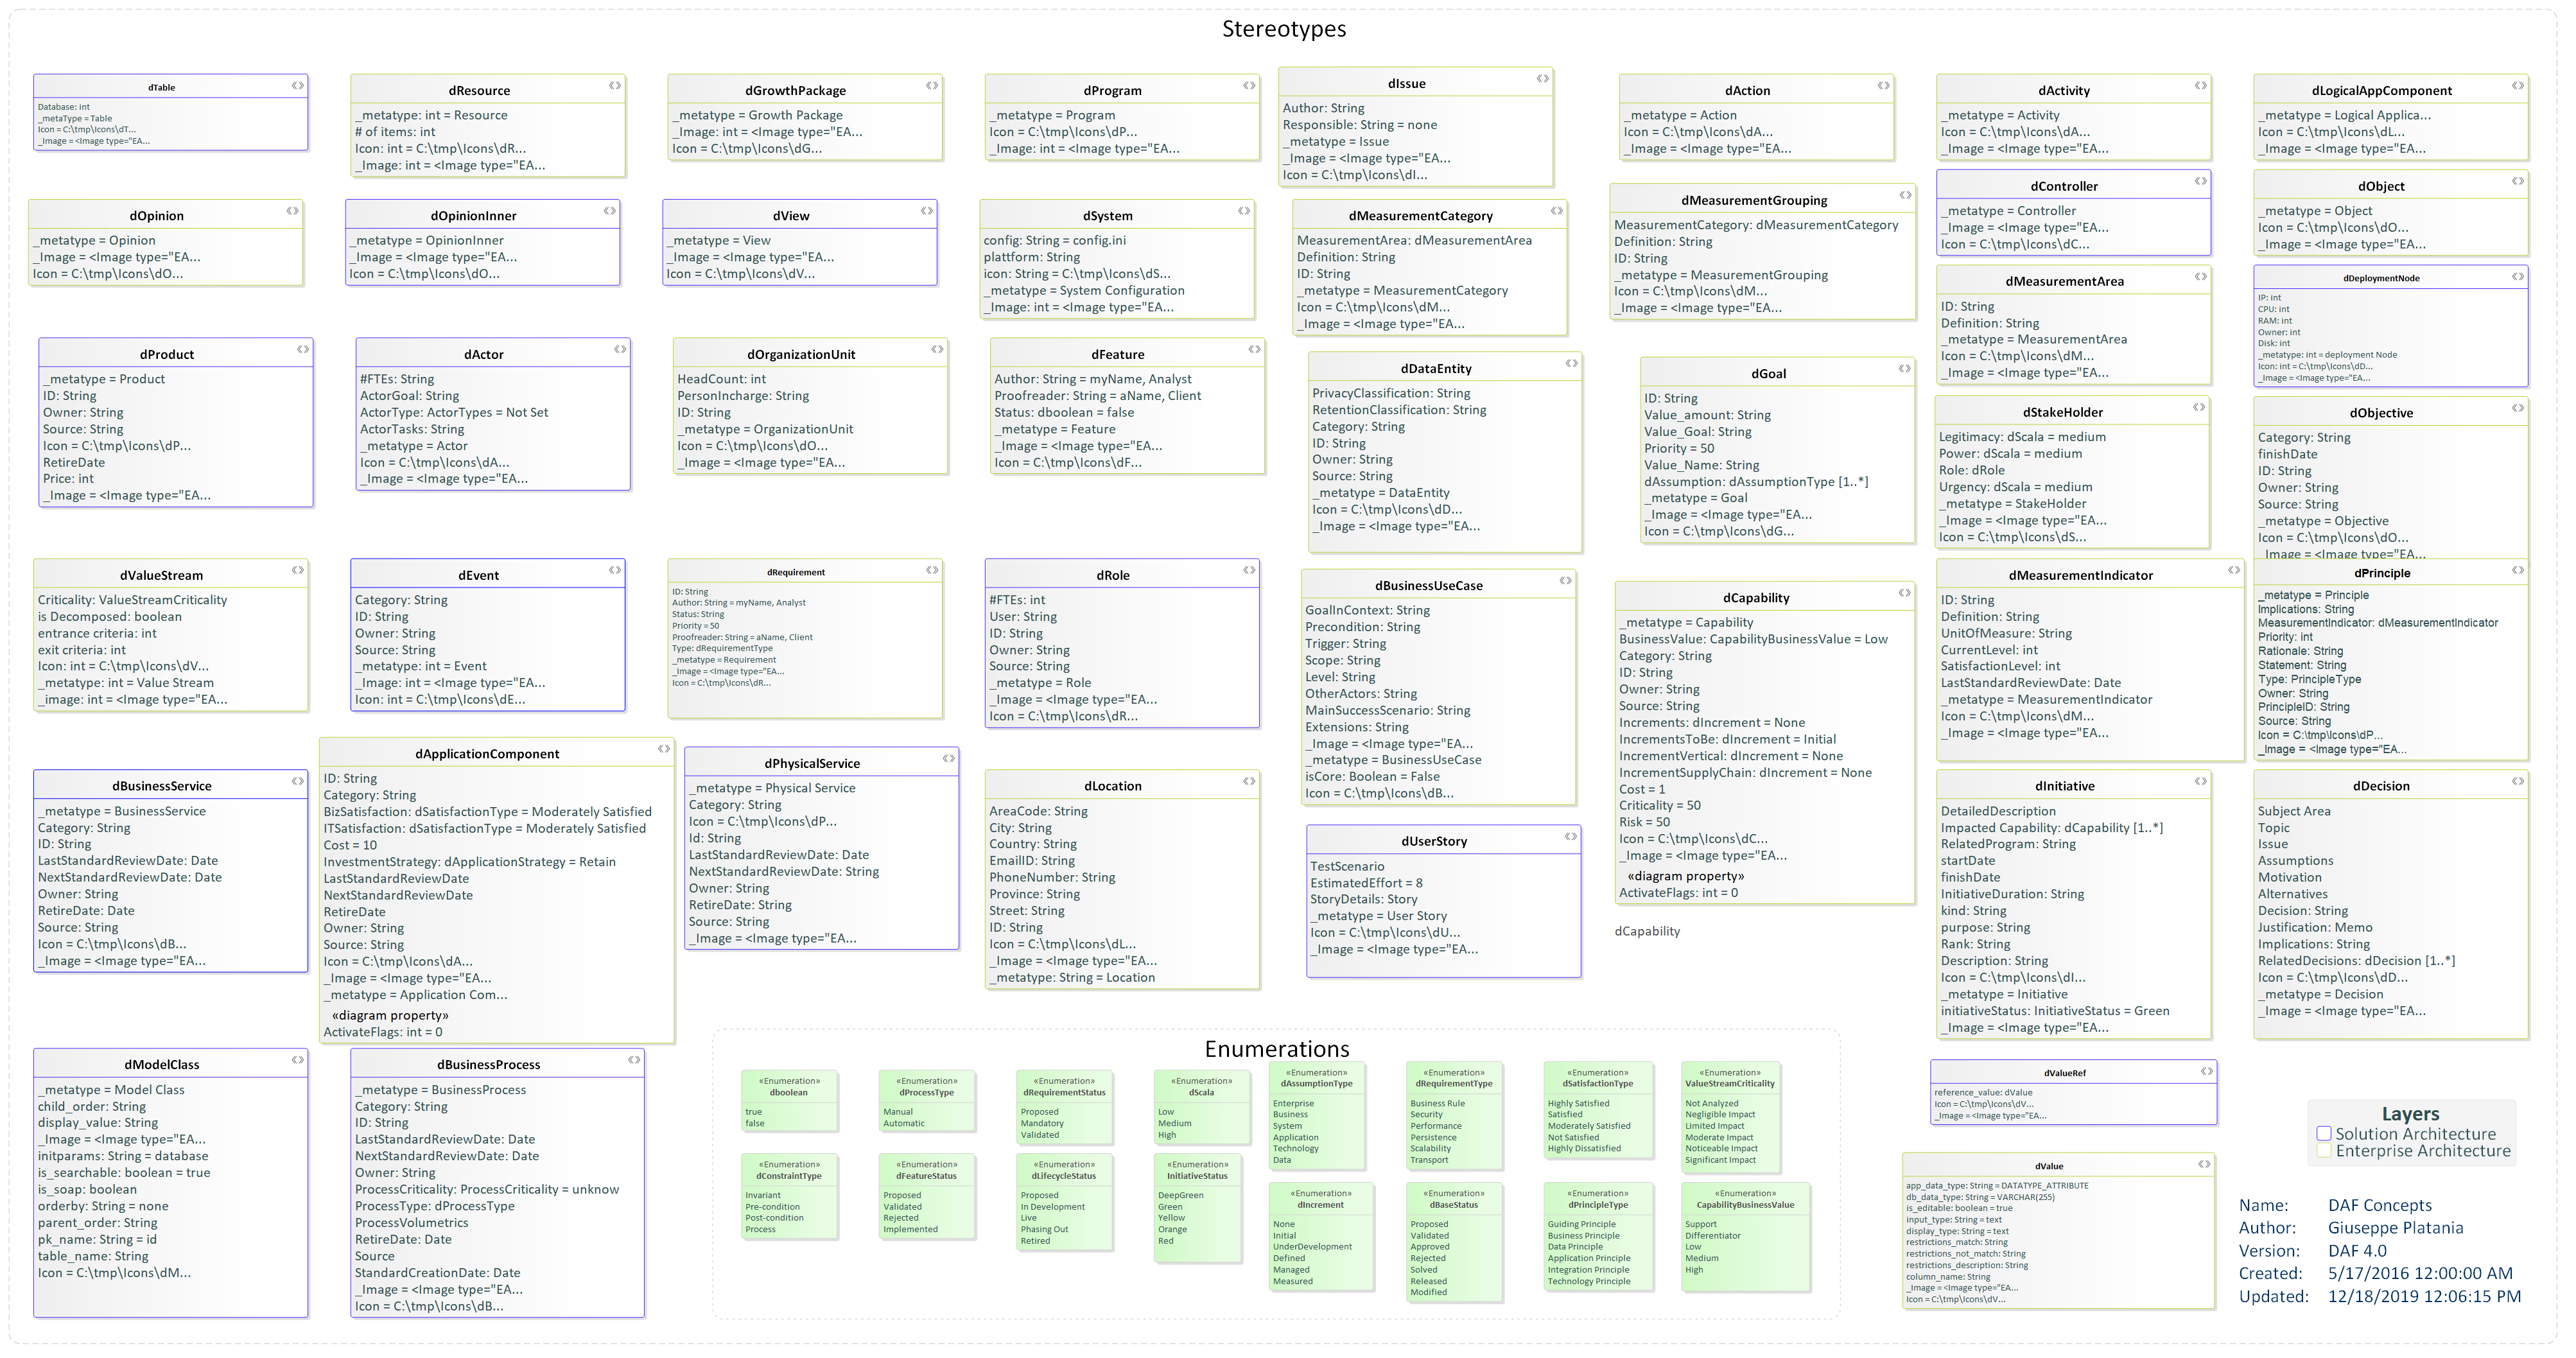 Stereotypes
dTable
Database: int
_metaType = Table
Icon = C:\tmp\Icons\dT...
_Image = <Image type="EA...
dResource
_metatype: int = Resource
# of items: int
Icon: int = C:\tmp\Icons\dR...
_Image: int = <Image type="EA...
dGrowthPackage
_metatype = Growth Package
_Image: int = <Image type="EA...
Icon = C:\tmp\Icons\dG...
dProgram
_metatype = Program
Icon = C:\tmp\Icons\dP...
_Image: int = <Image type="EA...
dIssue
Author: String
Responsible: String = none
_metatype = Issue
_Image = <Image type="EA...
Icon = C:\tmp\Icons\dI...
dAction
_metatype = Action
Icon = C:\tmp\Icons\dA...
_Image = <Image type="EA...
dActivity
_metatype = Activity
Icon = C:\tmp\Icons\dA...
_Image = <Image type="EA...
dLogicalAppComponent
_metatype = Logical Applica...
Icon = C:\tmp\Icons\dL...
_Image = <Image type="EA...
dOpinion
_metatype = Opinion
_Image = <Image type="EA...
Icon = C:\tmp\Icons\dO...
dOpinionInner
_metatype = OpinionInner
_Image = <Image type="EA...
Icon = C:\tmp\Icons\dO...
dView
_metatype = View
_Image = <Image type="EA...
Icon = C:\tmp\Icons\dV...
dSystem
config: String = config.ini
plattform: String
icon: String = C:\tmp\Icons\dS...
_metatype = System Configuration
_Image: int = <Image type="EA...
dMeasurementCategory
MeasurementArea: dMeasurementArea
Definition: String
ID: String
_metatype = MeasurementCategory
Icon = C:\tmp\Icons\dM...
_Image = <Image type="EA...
dMeasurementGrouping
MeasurementCategory: dMeasurementCategory
Definition: String
ID: String
_metatype = MeasurementGrouping
Icon = C:\tmp\Icons\dM...
_Image = <Image type="EA...
dController
_metatype = Controller
_Image = <Image type="EA...
Icon = C:\tmp\Icons\dC...
dObject
_metatype = Object
Icon = C:\tmp\Icons\dO...
_Image = <Image type="EA...
dMeasurementArea
ID: String
Definition: String
_metatype = MeasurementArea
Icon = C:\tmp\Icons\dM...
_Image = <Image type="EA...
dDeploymentNode
IP: int
CPU: int
RAM: int
Owner: int
Disk: int
_metatype: int = deployment Node
Icon: int = C:\tmp\Icons\dD...
_Image = <Image type="EA...
dProduct
_metatype = Product
ID: String
Owner: String
Source: String
Icon = C:\tmp\Icons\dP...
RetireDate
Price: int
_Image = <Image type="EA...
dActor
#FTEs: String
ActorGoal: String
ActorType: ActorTypes = Not Set
ActorTasks: String
_metatype = Actor
Icon = C:\tmp\Icons\dA...
_Image = <Image type="EA...
dOrganizationUnit
HeadCount: int
PersonIncharge: String
ID: String
_metatype = OrganizationUnit
Icon = C:\tmp\Icons\dO...
_Image = <Image type="EA...
dFeature
Author: String = myName, Analyst
Proofreader: String = aName, Client
Status: dboolean = false
_metatype = Feature
_Image = <Image type="EA...
Icon = C:\tmp\Icons\dF...
dDataEntity
PrivacyClassification: String
RetentionClassification: String
Category: String
ID: String
Owner: String
Source: String
_metatype = DataEntity
Icon = C:\tmp\Icons\dD...
_Image = <Image type="EA...
dGoal
ID: String
Value_amount: String
Value_Goal: String
Priority = 50
Value_Name: String
dAssumption: dAssumptionType [1..*]
_metatype = Goal
_Image = <Image type="EA...
Icon = C:\tmp\Icons\dG...
dStakeHolder
Legitimacy: dScala = medium
Power: dScala = medium
Role: dRole
Urgency: dScala = medium
_metatype = StakeHolder
_Image = <Image type="EA...
Icon = C:\tmp\Icons\dS...
dObjective
Category: String
finishDate
ID: String
Owner: String
Source: String
_metatype = Objective
Icon = C:\tmp\Icons\dO...
_Image = <Image type="EA...
dValueStream
Criticality: ValueStreamCriticality
is Decomposed: boolean
entrance criteria: int
exit criteria: int
Icon: int = C:\tmp\Icons\dV...
_metatype: int = Value Stream
_image: int = <Image type="EA...
dEvent
Category: String
ID: String
Owner: String
Source: String
_metatype: int = Event
_Image: int = <Image type="EA...
Icon: int = C:\tmp\Icons\dE...
dRequirement
ID: String
Author: String = myName, Analyst
Status: String
Priority = 50
Proofreader: String = aName, Client
Type: dRequirementType
_metatype = Requirement
_Image = <Image type="EA...
Icon = C:\tmp\Icons\dR...
dRole
#FTEs: int
User: String
ID: String
Owner: String
Source: String
_metatype = Role
_Image = <Image type="EA...
Icon = C:\tmp\Icons\dR...
dBusinessUseCase
GoalInContext: String
Precondition: String
Trigger: String
Scope: String
Level: String
OtherActors: String
MainSuccessScenario: String
Extensions: String
_Image = <Image type="EA...
_metatype = BusinessUseCase
isCore: Boolean = False
Icon = C:\tmp\Icons\dB...
dCapability
_metatype = Capability
BusinessValue: CapabilityBusinessValue = Low
Category: String
ID: String
Owner: String
Source: String
Increments: dIncrement = None
IncrementsToBe: dIncrement = Initial
IncrementVertical: dIncrement = None
IncrementSupplyChain: dIncrement = None
Cost = 1
Criticality = 50
Risk = 50
Icon = C:\tmp\Icons\dC...
_Image = <Image type="EA...
«diagram property»
ActivateFlags: int = 0
dCapability
dMeasurementIndicator
ID: String
Definition: String
UnitOfMeasure: String
CurrentLevel: int
SatisfactionLevel: int
LastStandardReviewDate: Date
_metatype = MeasurementIndicator
Icon = C:\tmp\Icons\dM...
_Image = <Image type="EA...
dPrinciple
_metatype = Principle
Implications: String
MeasurementIndicator: dMeasurementIndicator
Priority: int
Rationale: String
Statement: String
Type: PrincipleType
Owner: String
PrincipleID: String
Source: String
Icon = C:\tmp\Icons\dP...
_Image = <Image type="EA...
dBusinessService
_metatype = BusinessService
Category: String
ID: String
LastStandardReviewDate: Date
NextStandardReviewDate: Date
Owner: String
RetireDate: Date
Source: String
Icon = C:\tmp\Icons\dB...
_Image = <Image type="EA...
dApplicationComponent
ID: String
Category: String
BizSatisfaction: dSatisfactionType = Moderately Satisfied
ITSatisfaction: dSatisfactionType = Moderately Satisfied
Cost = 10
InvestmentStrategy: dApplicationStrategy = Retain
LastStandardReviewDate
NextStandardReviewDate
RetireDate
Owner: String
Source: String
Icon = C:\tmp\Icons\dA...
_Image = <Image type="EA...
_metatype = Application Com...
«diagram property»
ActivateFlags: int = 0
dPhysicalService
_metatype = Physical Service
Category: String
Icon = C:\tmp\Icons\dP...
Id: String
LastStandardReviewDate: Date
NextStandardReviewDate: String
Owner: String
RetireDate: String
Source: String
_Image = <Image type="EA...
dLocation
AreaCode: String
City: String
Country: String
EmailID: String
PhoneNumber: String
Province: String
Street: String
ID: String
Icon = C:\tmp\Icons\dL...
_Image = <Image type="EA...
_metatype: String = Location
dUserStory
TestScenario
EstimatedEffort = 8
StoryDetails: Story
_metatype = User Story
Icon = C:\tmp\Icons\dU...
_Image = <Image type="EA...
dInitiative
DetailedDescription
Impacted Capability: dCapability [1..*]
RelatedProgram: String
startDate
finishDate
InitiativeDuration: String
kind: String
purpose: String
Rank: String
Description: String
Icon = C:\tmp\Icons\dI...
_metatype = Initiative
initiativeStatus: InitiativeStatus = Green
_Image = <Image type="EA...
dDecision
Subject Area
Topic
Issue
Assumptions
Motivation
Alternatives
Decision: String
Justification: Memo
Implications: String
RelatedDecisions: dDecision [1..*]
Icon = C:\tmp\Icons\dD...
_metatype = Decision
_Image = <Image type="EA...
dModelClass
_metatype = Model Class
child_order: String
display_value: String
_Image = <Image type="EA...
initparams: String = database
is_searchable: boolean = true
is_soap: boolean
orderby: String = none
parent_order: String
pk_name: String = id
table_name: String
Icon = C:\tmp\Icons\dM...
dBusinessProcess
_metatype = BusinessProcess
Category: String
ID: String
LastStandardReviewDate: Date
NextStandardReviewDate: Date
Owner: String
ProcessCriticality: ProcessCriticality = unknow
ProcessType: dProcessType
ProcessVolumetrics
RetireDate: Date
Source
StandardCreationDate: Date
_Image = <Image type="EA...
Icon = C:\tmp\Icons\dB...
Enumerations
«Enumeration»
dboolean
true
false
«Enumeration»
dProcessType
Manual
Automatic
«Enumeration»
dRequirementStatus
Proposed
Mandatory
Validated
«Enumeration»
dScala
Low
Medium
High
«Enumeration»
dAssumptionType
Enterprise
Business
System
Application
Technology
Data
«Enumeration»
dRequirementType
Business Rule
Security
Performance
Persistence
Scalability
Transport
«Enumeration»
dSatisfactionType
Highly Satisfied
Satisfied
Moderately Satisfied
Not Satisfied
Highly Dissatisfied
«Enumeration»
ValueStreamCriticality
Not Analyzed
Negligible Impact
Limited Impact
Moderate Impact
Noticeable Impact
Significant Impact
«Enumeration»
dConstraintType
Invariant
Pre-condition
Post-condition
Process
«Enumeration»
dFeatureStatus
Proposed
Validated
Rejected
Implemented
«Enumeration»
dLifecycleStatus
Proposed
In Development
Live
Phasing Out
Retired
«Enumeration»
InitiativeStatus
DeepGreen
Green
Yellow
Orange
Red
«Enumeration»
dIncrement
None
Initial
UnderDevelopment
Defined
Managed
Measured
«Enumeration»
dBaseStatus
Proposed
Validated
Approved
Rejected
Solved
Released
Modified
«Enumeration»
dPrincipleType
Guiding Principle
Business Principle
Data Principle
Application Principle
Integration Principle
Technology Principle
«Enumeration»
CapabilityBusinessValue
Support
Differentiator
Low
Medium
High
dValueRef
reference_value: dValue
Icon = C:\tmp\Icons\dV...
_Image = <Image type="EA...
dValue
app_data_type: String = DATATYPE_ATTRIBUTE
db_data_type: String = VARCHAR(255)
is_editable: boolean = true
input_type: String = text
display_type: String = text
restrictions_match: String
restrictions_not_match: String
restrictions_description: String
column_name: String
_Image = <Image type="EA...
Icon = C:\tmp\Icons\dV...
Layers
Solution Architecture
Enterprise Architecture
Name: DAF Concepts
Author: Giuseppe Platania
Version: DAF 4.0
Created: 5/17/2016 12:00:00 AM
Updated: 12/18/2019 12:06:15 PM